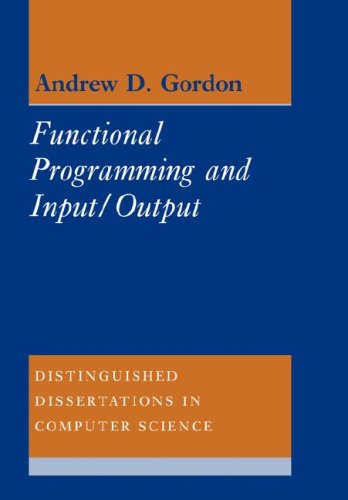 Andrew D. Gordon
Functional
Programming and
Input/Output
DISTINGUISHED
DISSERTATIONS IN
COMPUTER SCIENCE